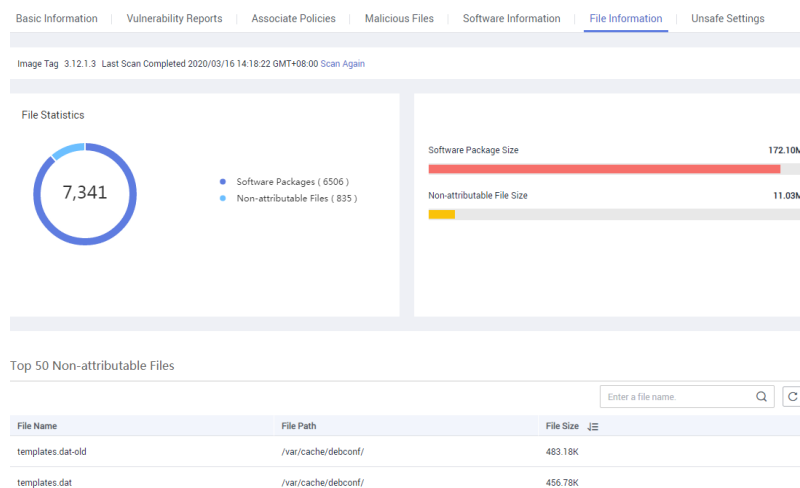 Basic Information Vulnerability Reports Associate Policies Malicious Files Software Information File Information Unsafe Settings
Image Tag 3.12.1.3 Last Scan Completed 2020/03/16 14:18:22 GMT+08:00 Scan Again
File Statistics
7,341
Software Packages ( 6506 )
Non-attributable Files ( 835 )
Software Package Size 172.10M
Non-attributable File Size 11.03M
Top 50 Non-attributable Files
Enter a file name.
File Name File Path File Size
templates.dat-old /var/cache/debconf/ 483.18K
templates.dat /var/cache/debconf/ 456.78K